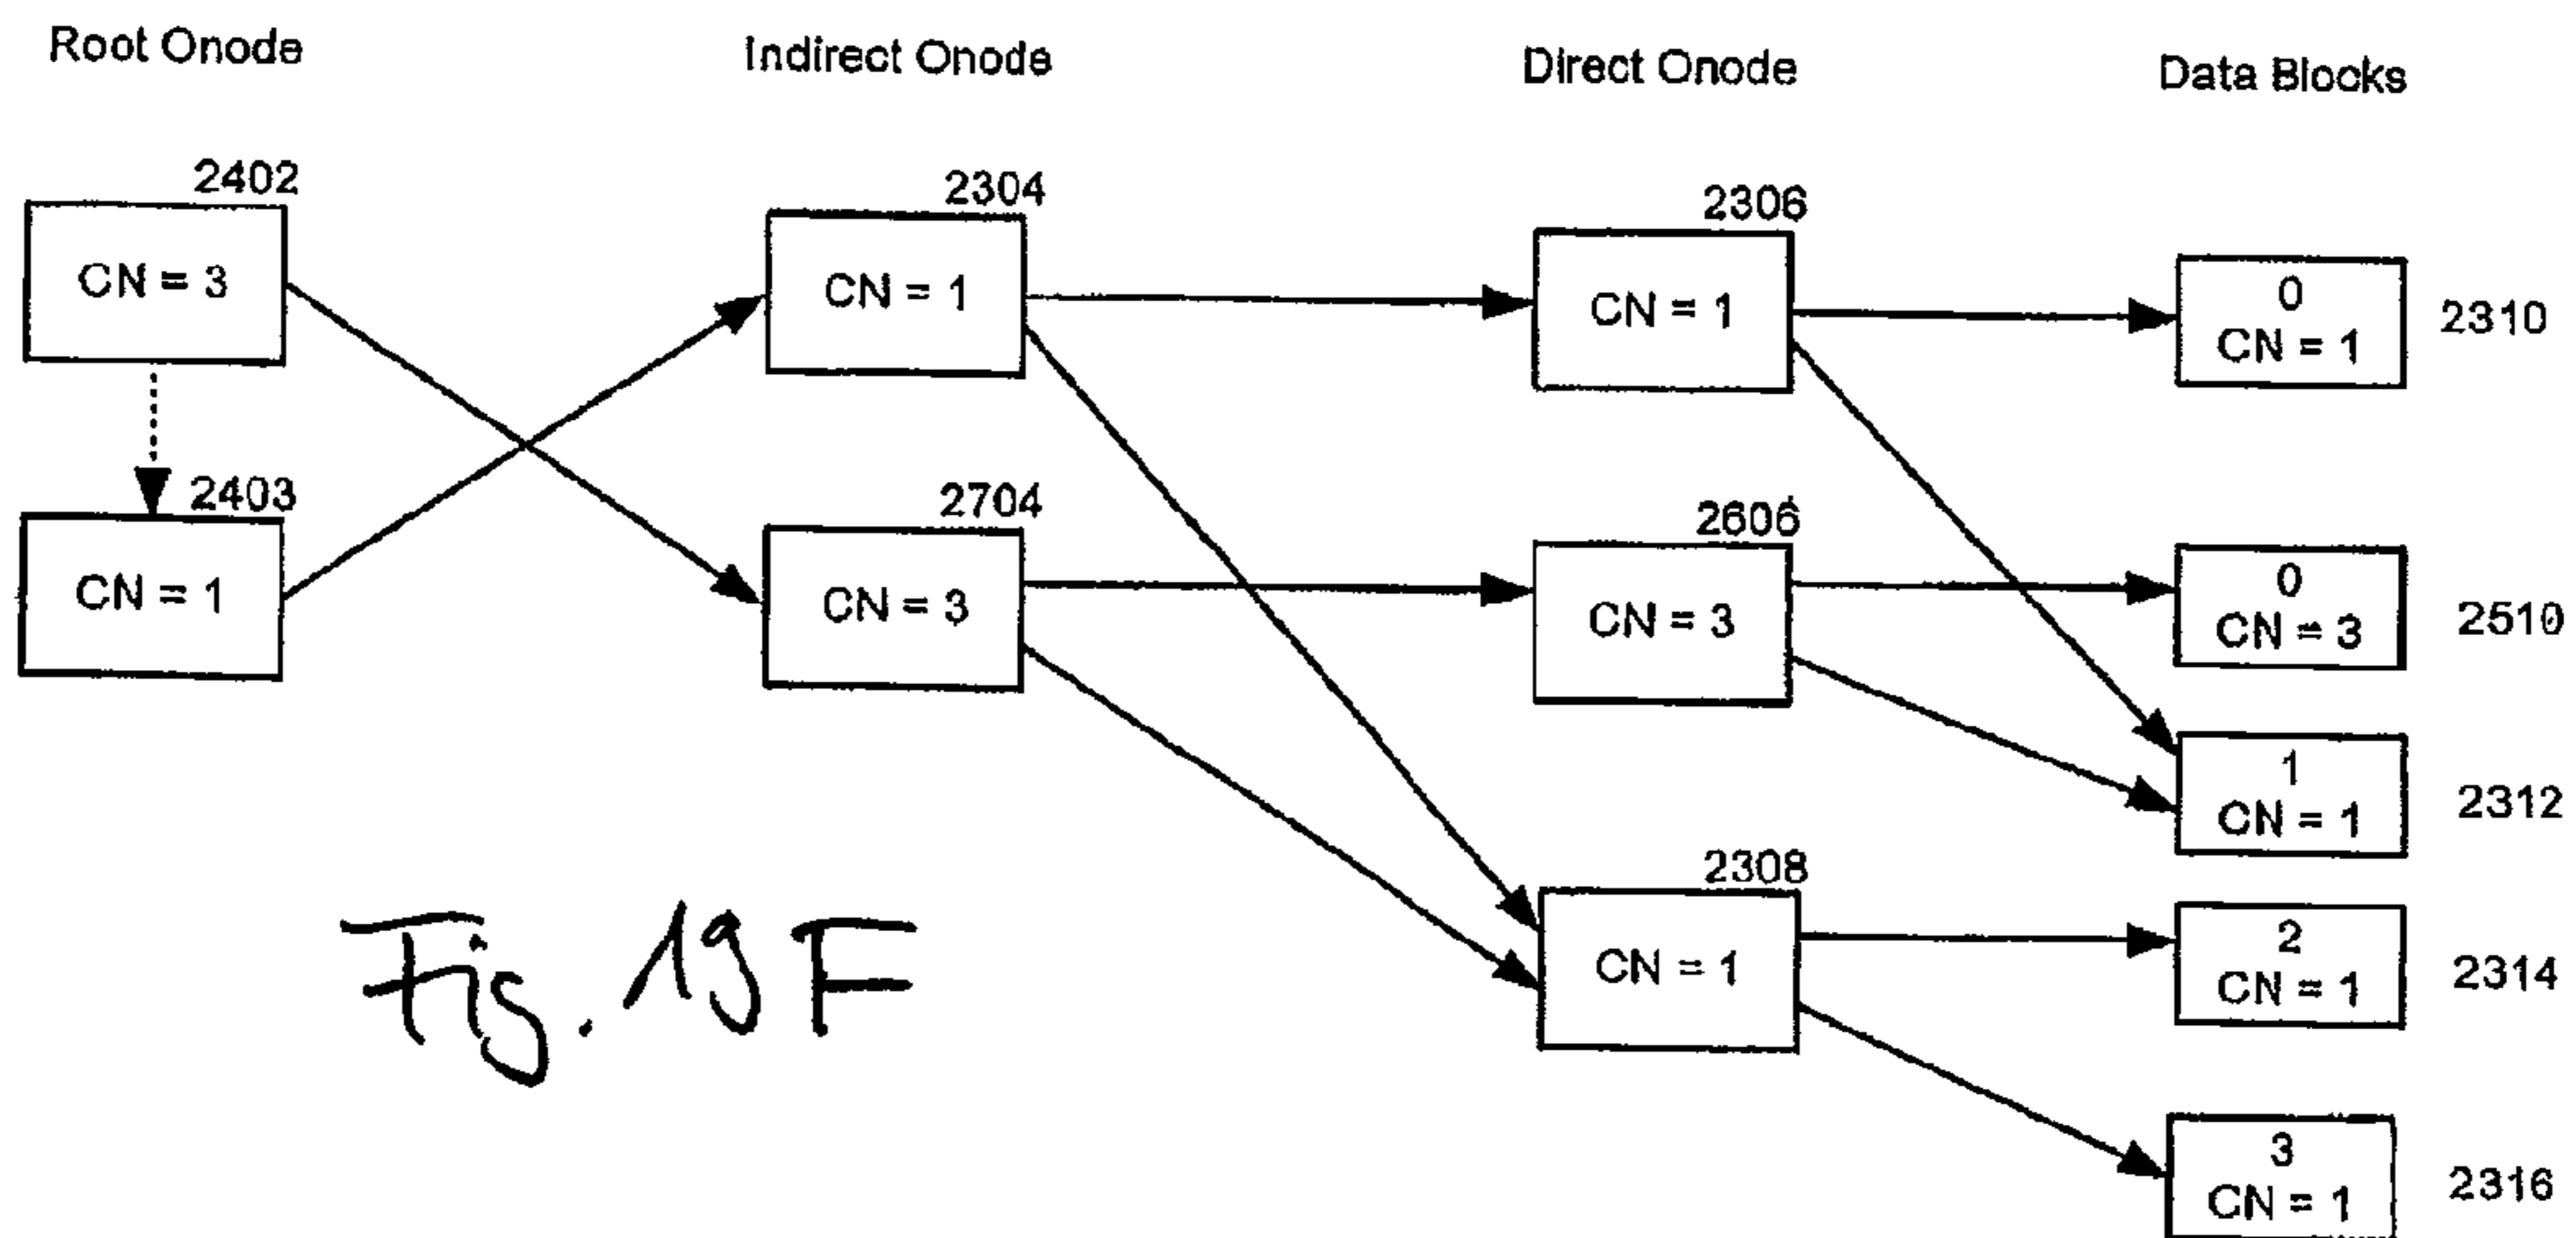 Root Onode
Indirect Onode
Direct Onode
Data Blocks
2402
CN = 3
2304
CN = 1
2306
CN = 1
0
CN = 1
2310
2403
CN = 1
2704
CN = 3
2606
CN = 3
0
CN = 3
2510
1
CN = 1
2312
2308
CN = 1
2
CN = 1
2314
3
CN = 1
2316
Fig. 19 F